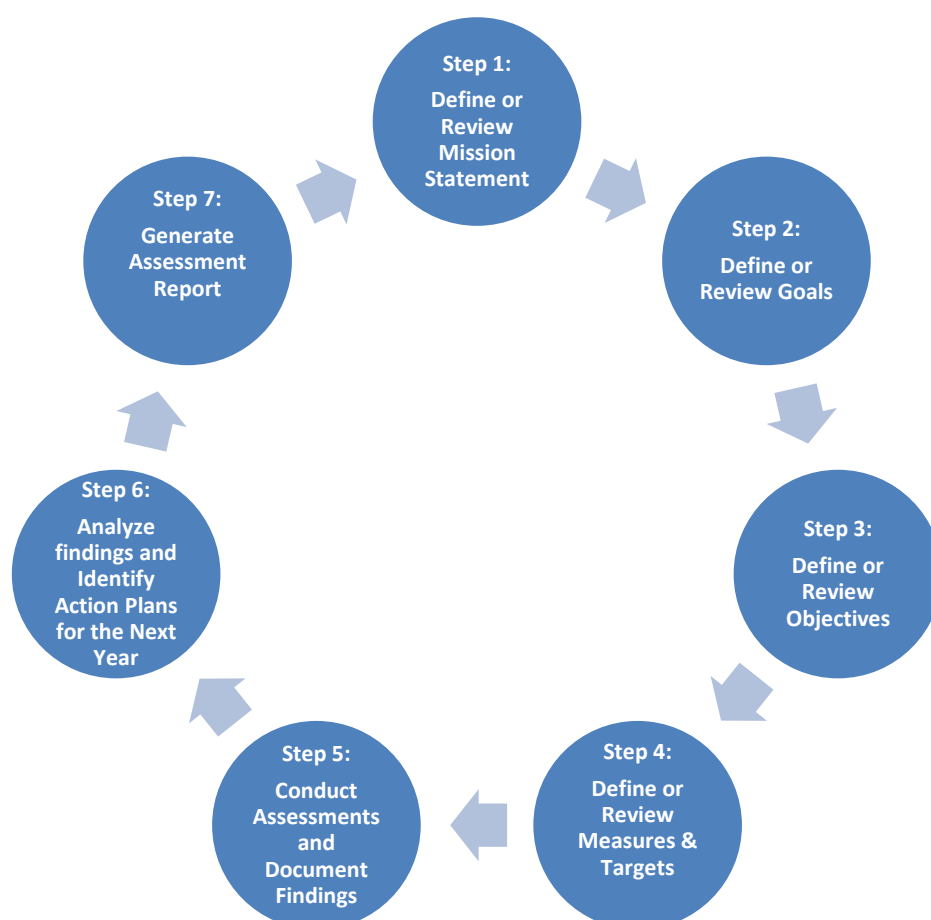 Step 1:
Define or
Review
Mission
Statement
Step 2:
Define or
Review Goals
Step 3:
Define or
Review
Objectives
Step 4:
Define or
Review
Measures &
Targets
Step 5:
Conduct
Assessments
and
Document
Findings
Step 6:
Analyze
findings and
Identify
Action Plans
for the Next
Year
Step 7:
Generate
Assessment
Report